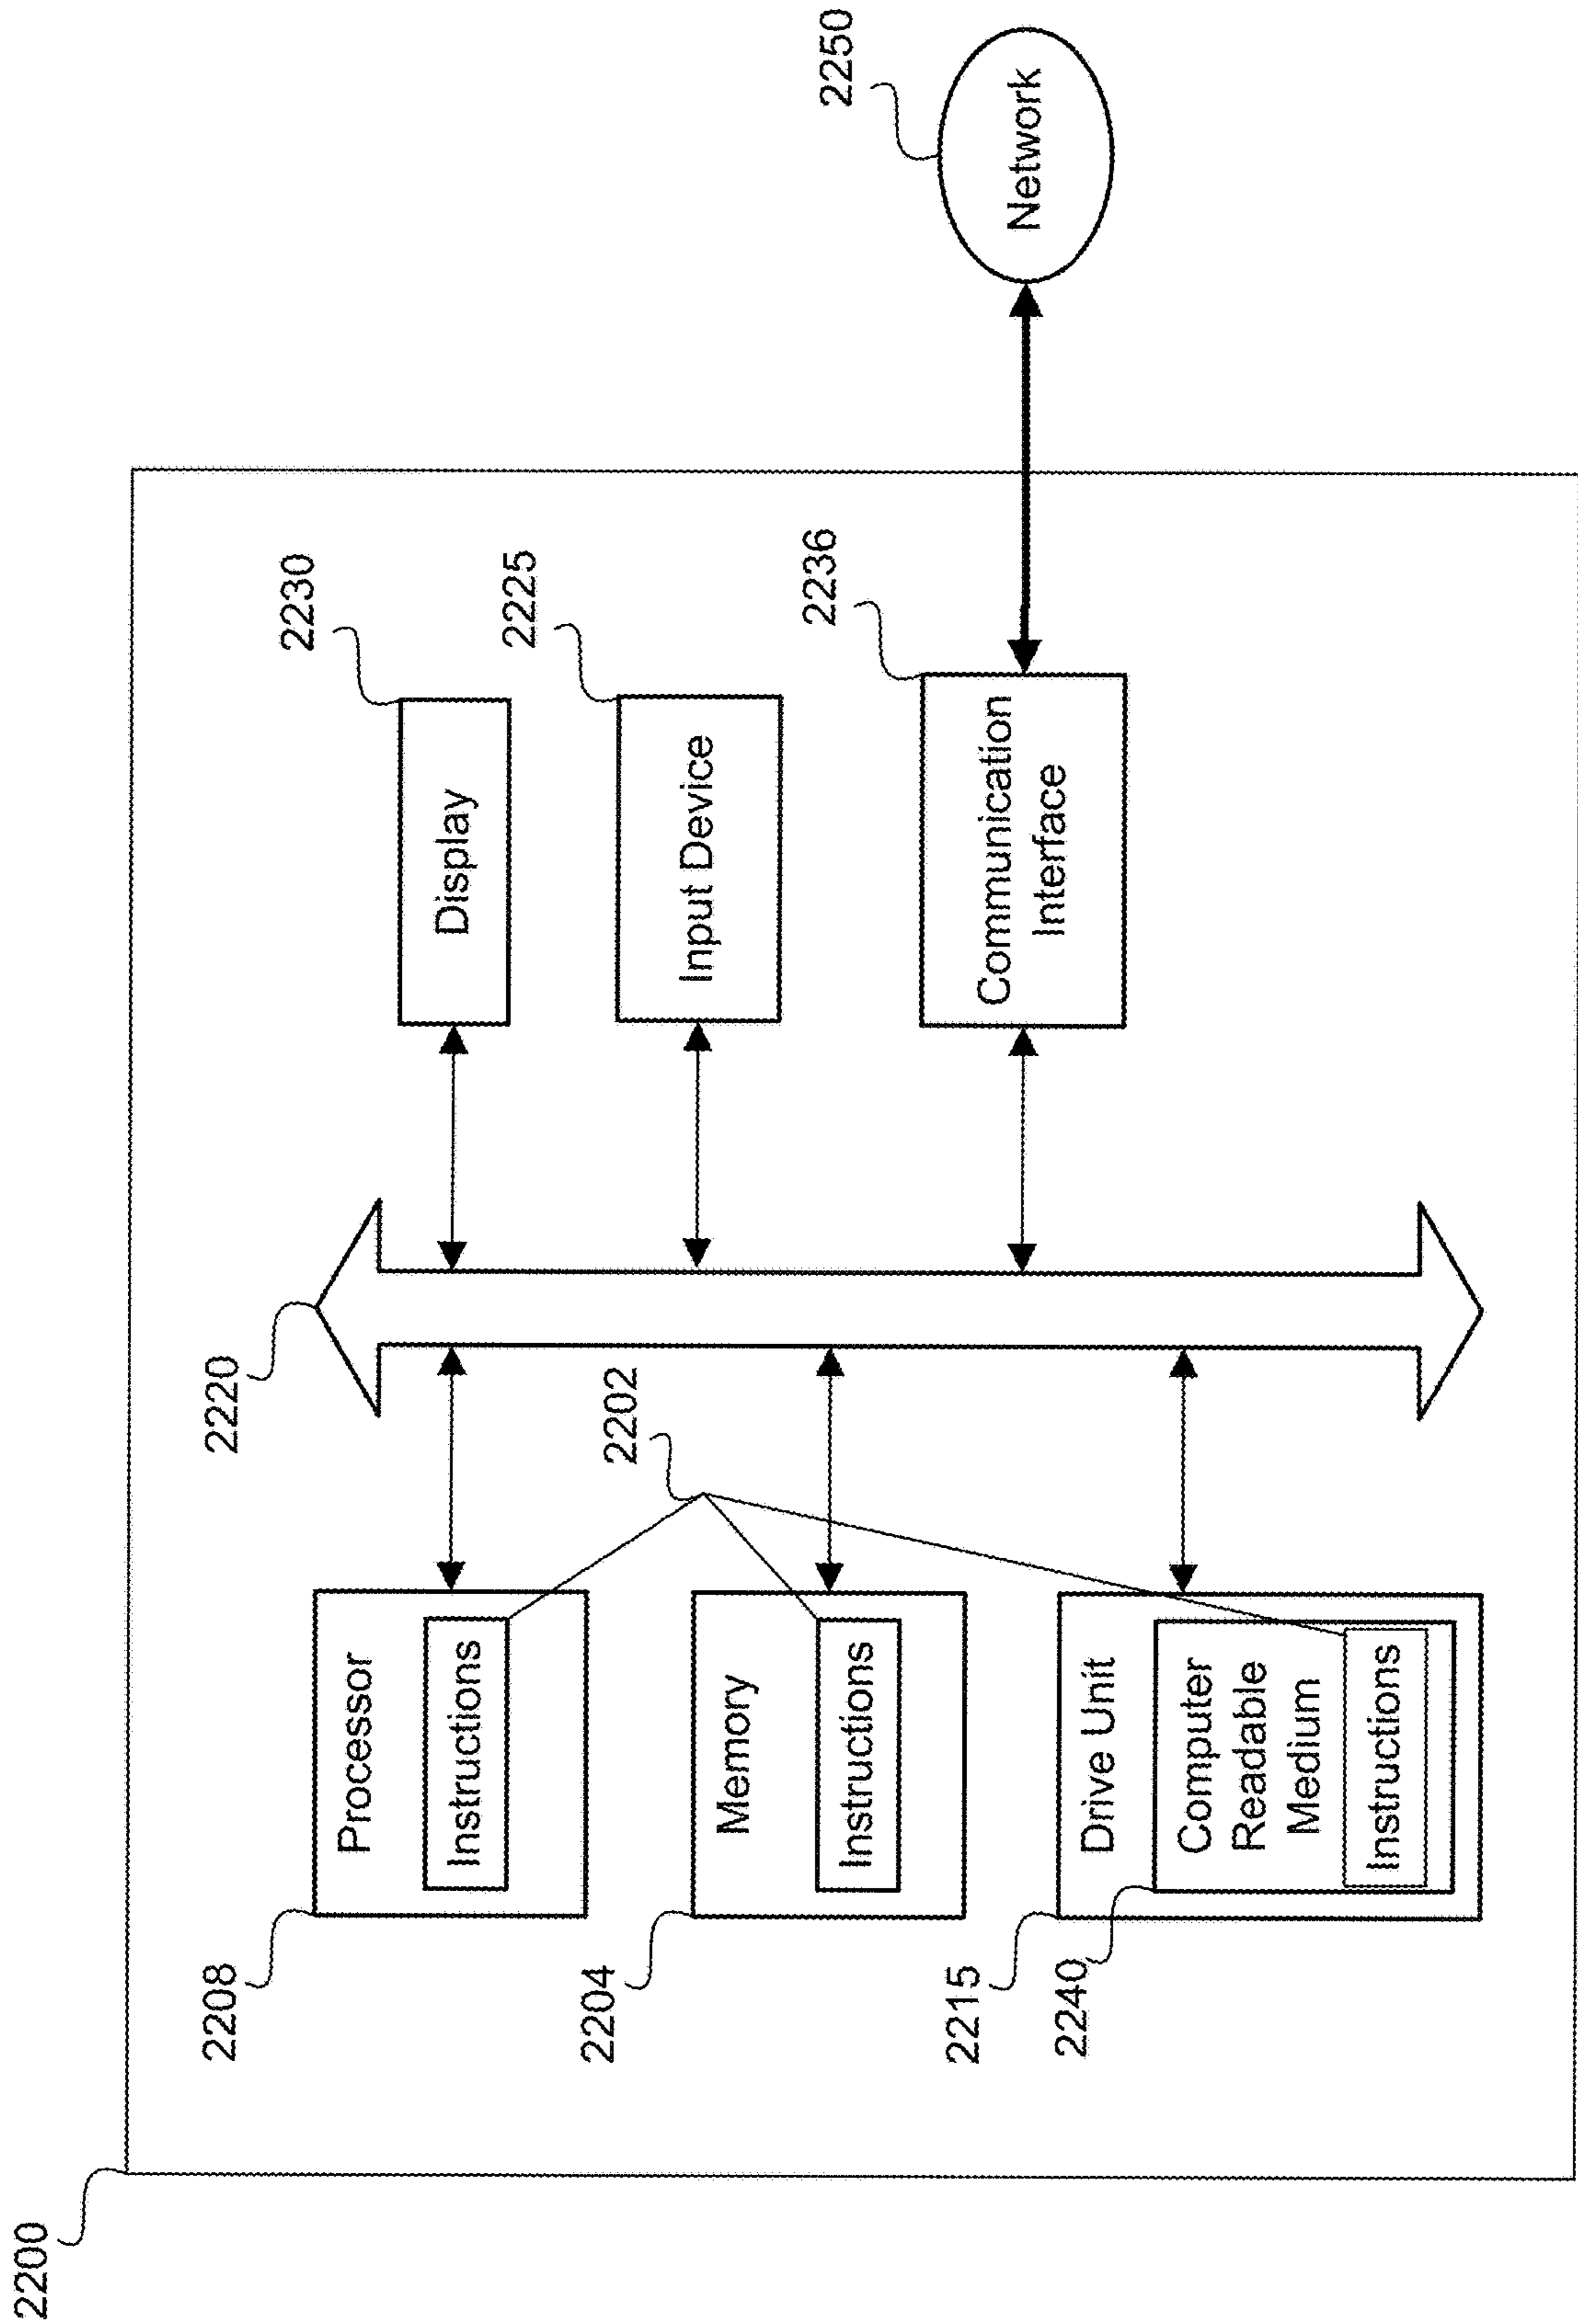 2200
2208
Processor
Instructions
2204
Memory
Instructions
2215
Drive Unit
2240
Computer
Readable
Medium
Instructions
2220
2202
2230
Display
2225
Input Device
2236
Communication
Interface
2250
Network